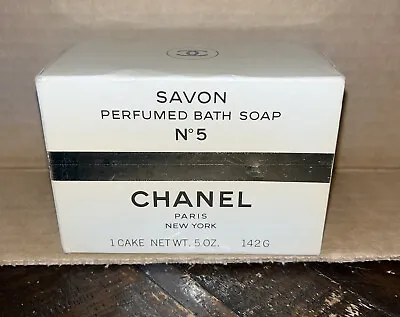 SAVON
PERFUMED BATH SOAP
N°5
CHANEL
PARIS
NEW YORK
1 CAKE NET WT. 5 OZ. 142 G